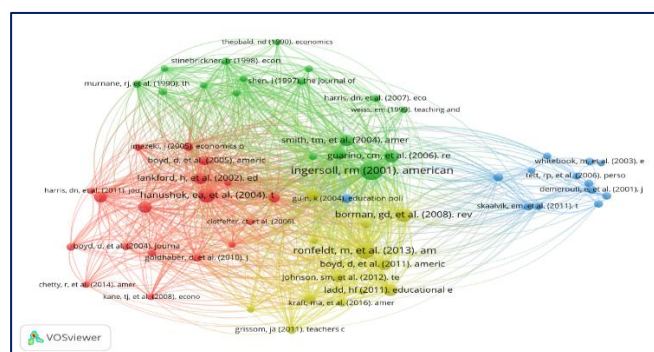 theobald, nd (1990). economics
stinebrickner, tr (1998). econ
murnane, rj, et al. (1990). th
shen, j (1997). the journal of
harris, dn, et al. (2007). eco
weiss, em (1999). teaching and
smith, tm, et al. (2004). amer
imazeki, j (2005). economics o
guarino, cm, et al. (2006). re
boyd, d, et al. (2005). americ
whitebook, m, et al. (2003). e
ingersoll, rm (2001). american
lankford, h, et al. (2002). ed
tett, rp, et al. (2006). perso
harris, dn, et al. (2011). jou
hanushek, ea, et al. (2004). t
demerouti, e, et al. (2001). j
guin, k (2004). education poli
skaalvik, em, et al. (2011). t
borman, gd, et al. (2008). rev
clotfelter, ct, et al. (2006).
boyd, d, et al. (2004). journa
ronfeldt, m, et al. (2013). am
goldhaber, d, et al. (2010). j
boyd, d, et al. (2011). americ
johnson, sm, et al. (2012). te
chetty, r, et al. (2014). amer
ladd, hf (2011). educational e
kane, tj, et al. (2008). econo
kraft, ma, et al. (2016). amer
grissom, ja (2011). teachers c
VOSviewer